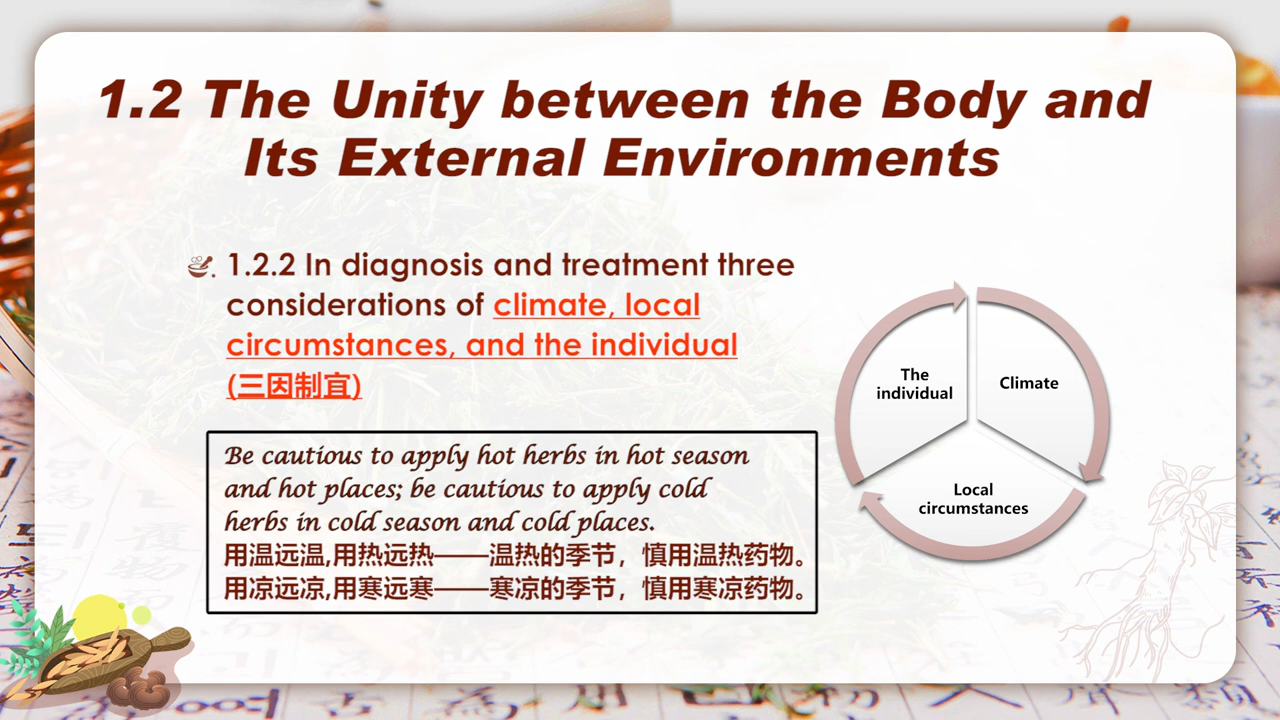 1.2 The Unity between the Body and
Its External Environments
1.2.2 In diagnosis and treatment three
considerations of climate, local
circumstances, and the individual
(三因制宜)
Be cautious to apply hot herbs in hot season
and hot places; be cautious to apply cold
herbs in cold season and cold places.
用温远温,用热远热——温热的季节，慎用温热药物。
用凉远凉,用寒远寒——寒凉的季节，慎用寒凉药物。
The
individual
Climate
Local
circumstances